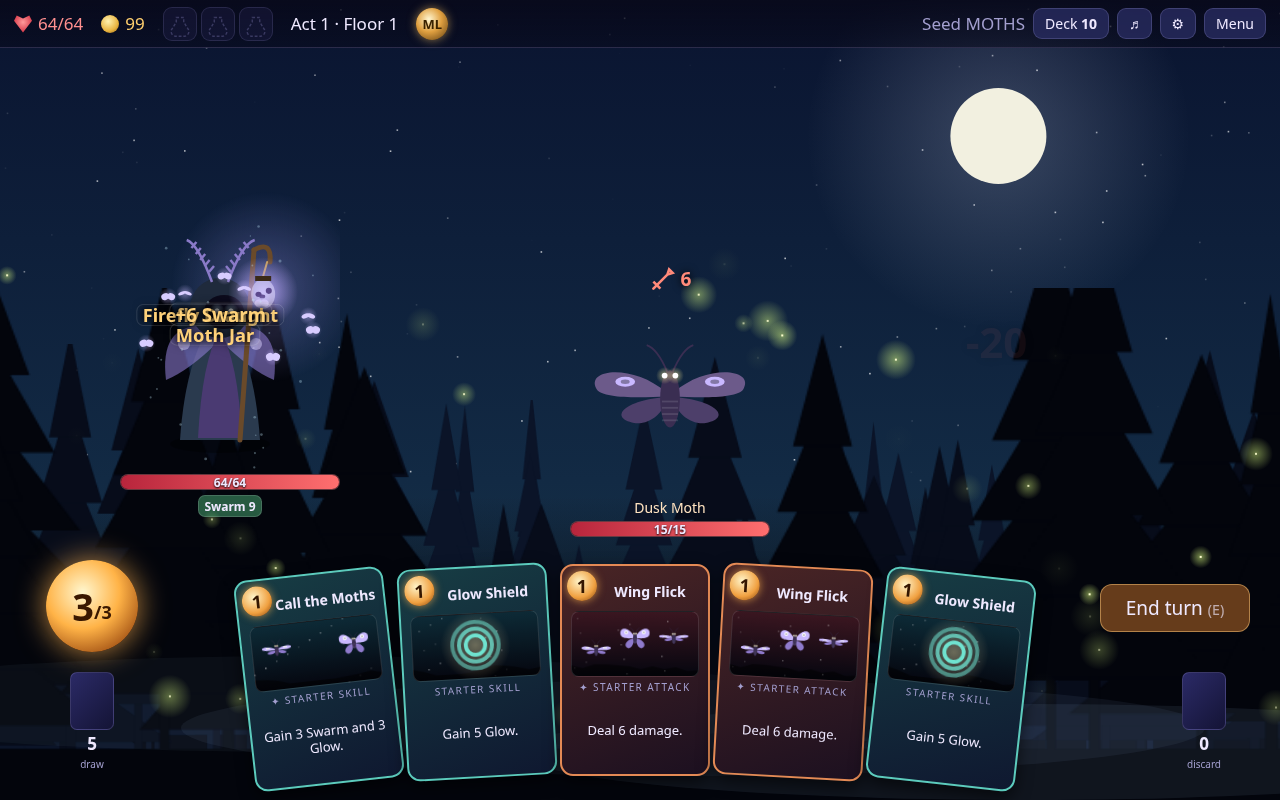 64/64
99
Act 1 · Floor 1
ML
Seed MOTHS
Deck 10
Menu
6
-20
Moth Jar
64/64
Swarm 9
Dusk Moth
15/15
3/3
End turn (E)
1
Call the Moths
STARTER SKILL
Gain 3 Swarm and 3
Glow.
1
Glow Shield
STARTER SKILL
Gain 5 Glow.
1
Wing Flick
STARTER ATTACK
Deal 6 damage.
1
Wing Flick
STARTER ATTACK
Deal 6 damage.
1
Glow Shield
STARTER SKILL
Gain 5 Glow.
5
draw
0
discard